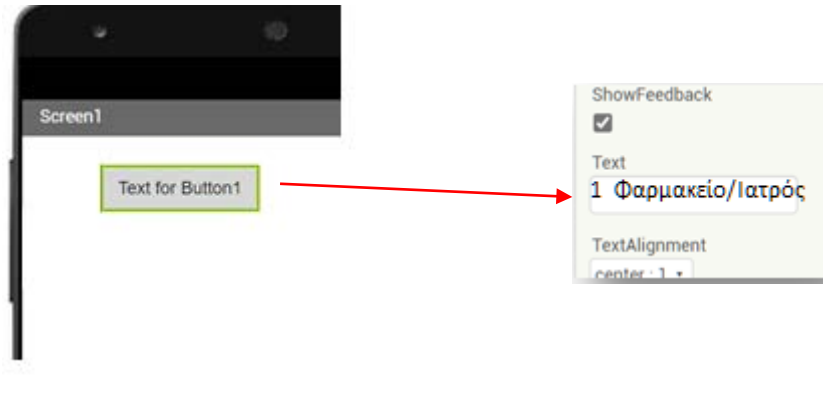 Screen1
Text for Button1
ShowFeedback
Text
1 Φαρμακείο/Ιατρός
TextAlignment
center : 1